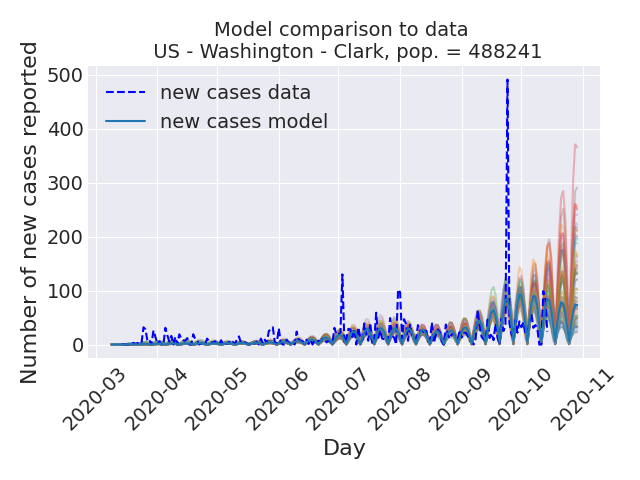 Model comparison to data
US - Washington - Clark, pop. = 488241
Number of new cases reported
500
400
300
200
100
0
new cases data
new cases model
2020-03
2020-04
2020-05
2020-06
2020-07
2020-08
2020-09
2020-10
2020-11
Day